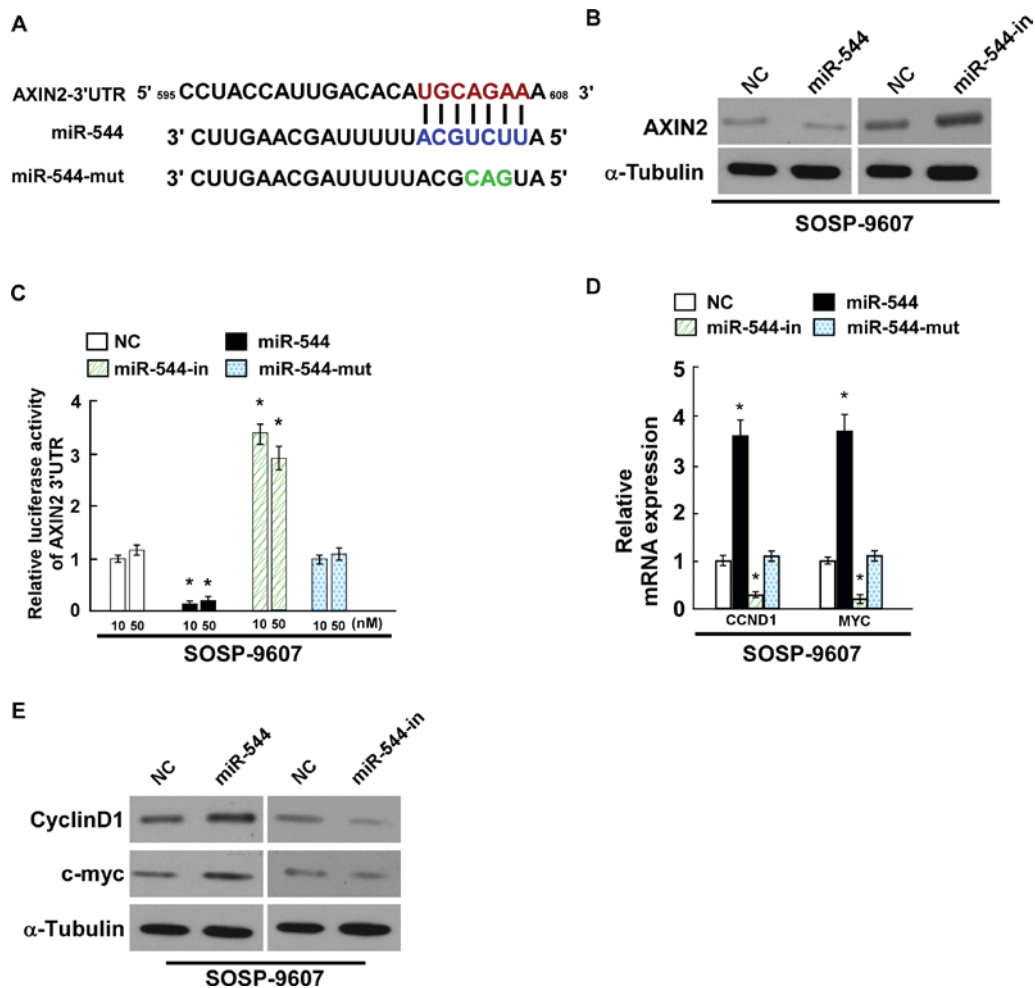 A
AXIN2-3'UTR 5' 595 CCUACCAUUGACACAUGCAGAAA 608 3'
miR-544 3' CUUGAACGAUUUUUACGUCUUA 5'
miR-544-mut 3' CUUGAACGAUUUUUACGCAGUA 5'
B
NC miR-544 NC miR-544-in
AXIN2
α-Tubulin
SOSP-9607
C
NC miR-544
miR-544-in miR-544-mut
Relative luciferase activity
of AXIN2 3'UTR
4
3
2
1
0
* * * *
10 50 10 50 10 50 10 50 (nM)
SOSP-9607
D
NC miR-544
miR-544-in miR-544-mut
Relative
mRNA expression
5
4
3
2
1
0
* * * *
CCND1 MYC
SOSP-9607
E
NC miR-544 NC miR-544-in
CyclinD1
c-myc
α-Tubulin
SOSP-9607